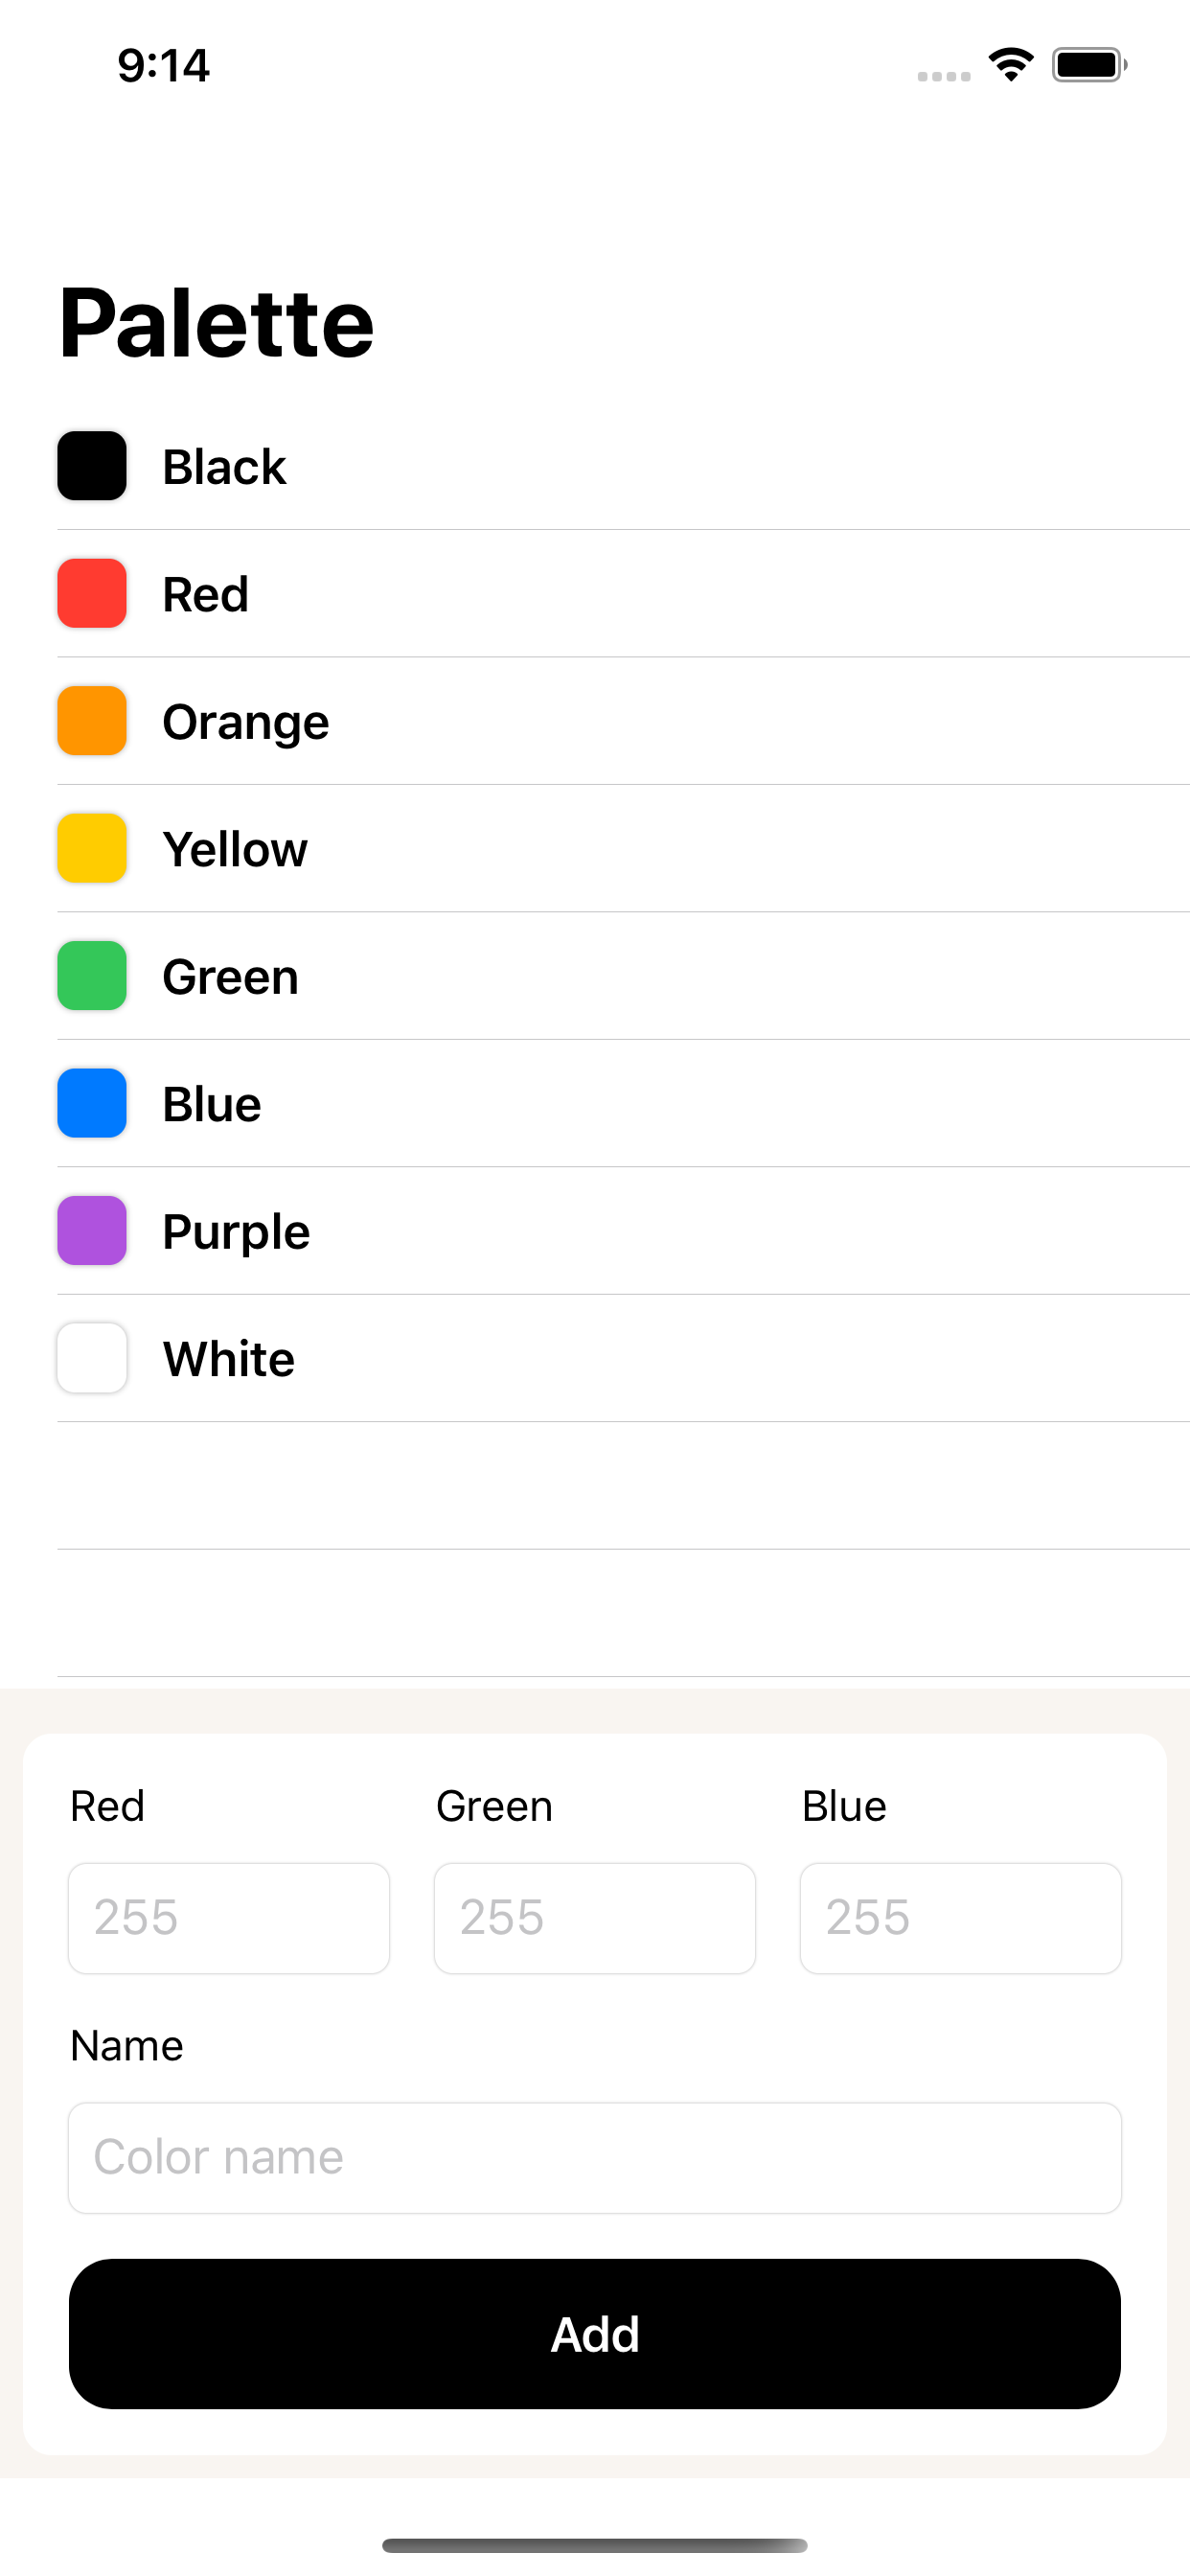 9:14
Palette
Black
Red
Orange
Yellow
Green
Blue
Purple
White
Red Green Blue
255 255 255
Name
Color name
Add